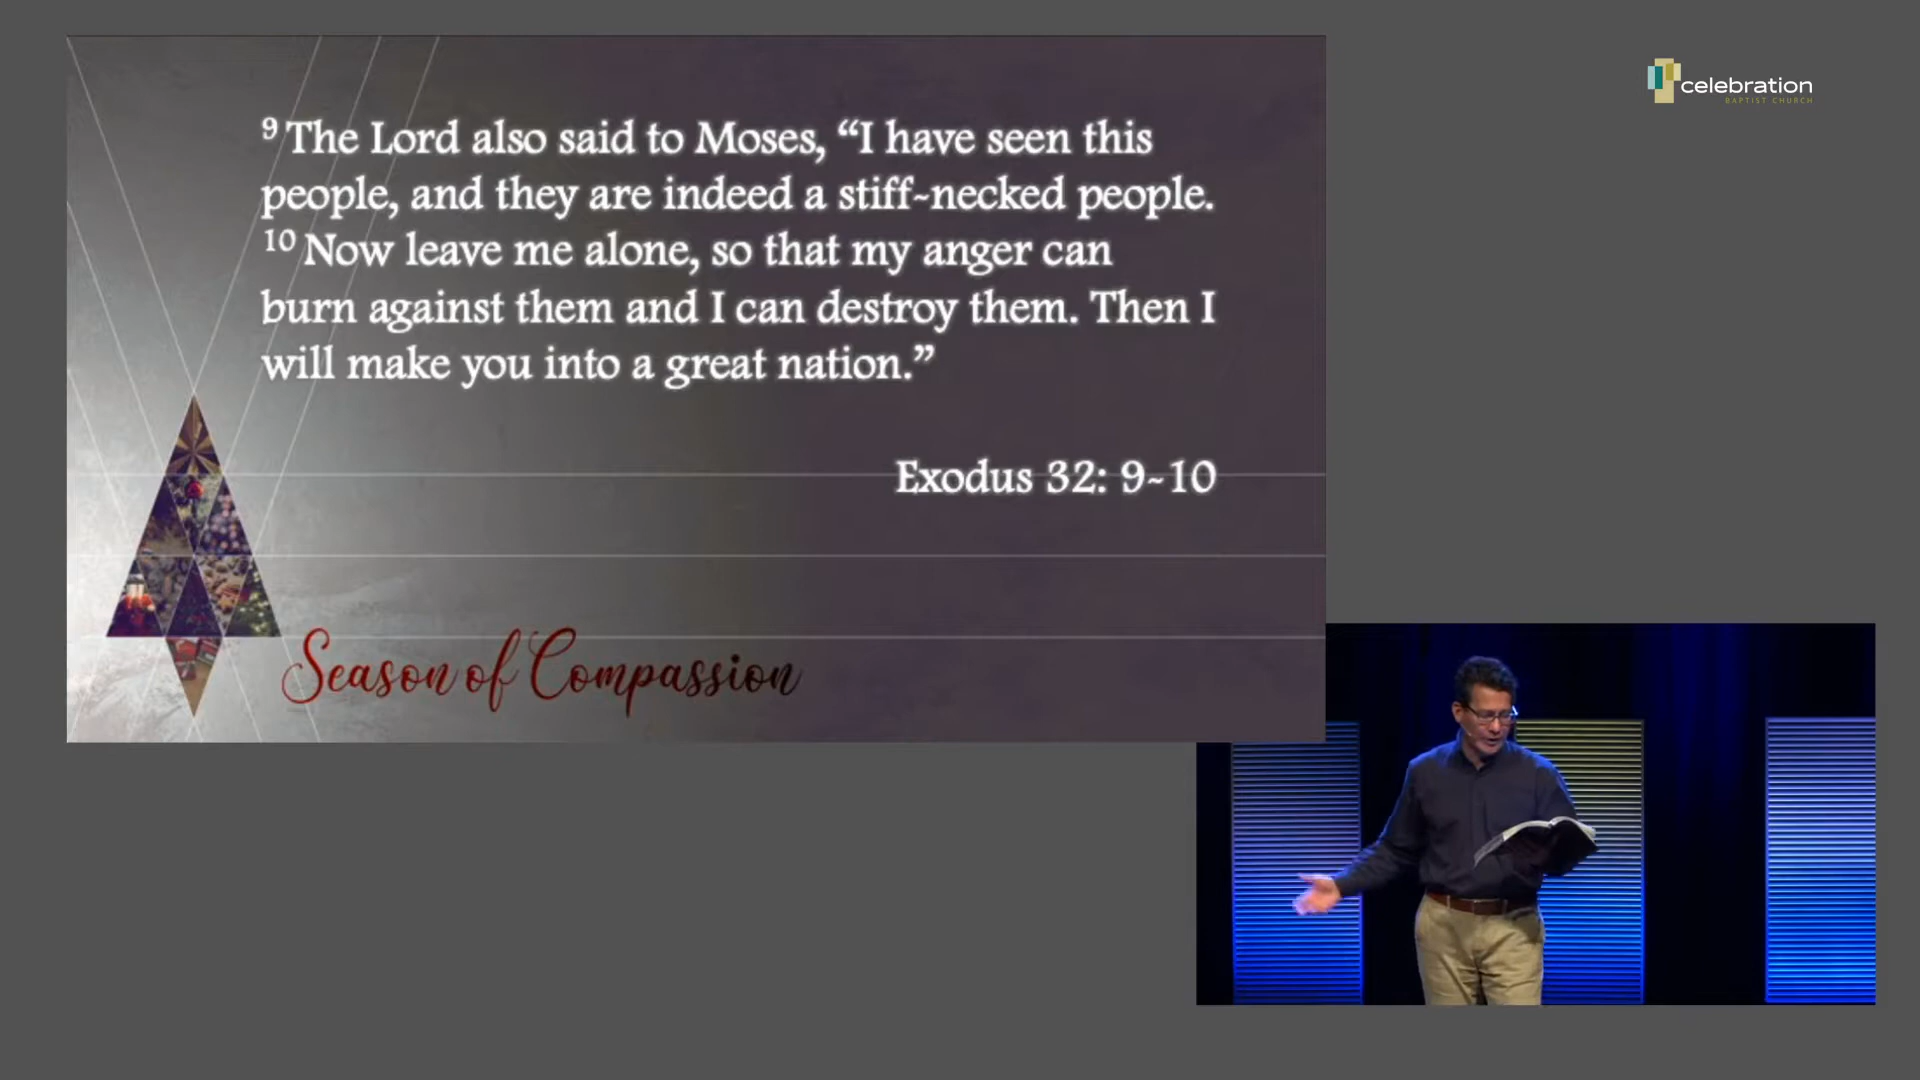 ⁹ The Lord also said to Moses, “I have seen this
people, and they are indeed a stiff-necked people.
¹⁰ Now leave me alone, so that my anger can
burn against them and I can destroy them. Then I
will make you into a great nation.”
Exodus 32: 9-10
Season of Compassion
celebration
BAPTIST CHURCH